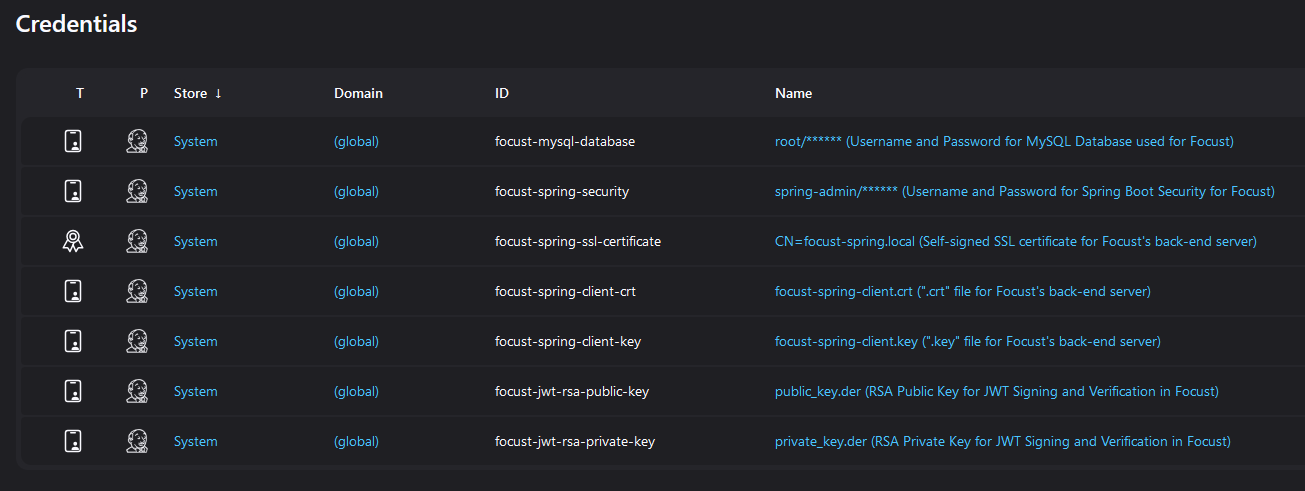 Credentials
T P Store ↓ Domain ID Name
System (global) focust-mysql-database root/****** (Username and Password for MySQL Database used for Focust)
System (global) focust-spring-security spring-admin/****** (Username and Password for Spring Boot Security for Focust)
System (global) focust-spring-ssl-certificate CN=focust-spring.local (Self-signed SSL certificate for Focust's back-end server)
System (global) focust-spring-client-crt focust-spring-client.crt (".crt" file for Focust's back-end server)
System (global) focust-spring-client-key focust-spring-client.key (".key" file for Focust's back-end server)
System (global) focust-jwt-rsa-public-key public_key.der (RSA Public Key for JWT Signing and Verification in Focust)
System (global) focust-jwt-rsa-private-key private_key.der (RSA Private Key for JWT Signing and Verification in Focust)